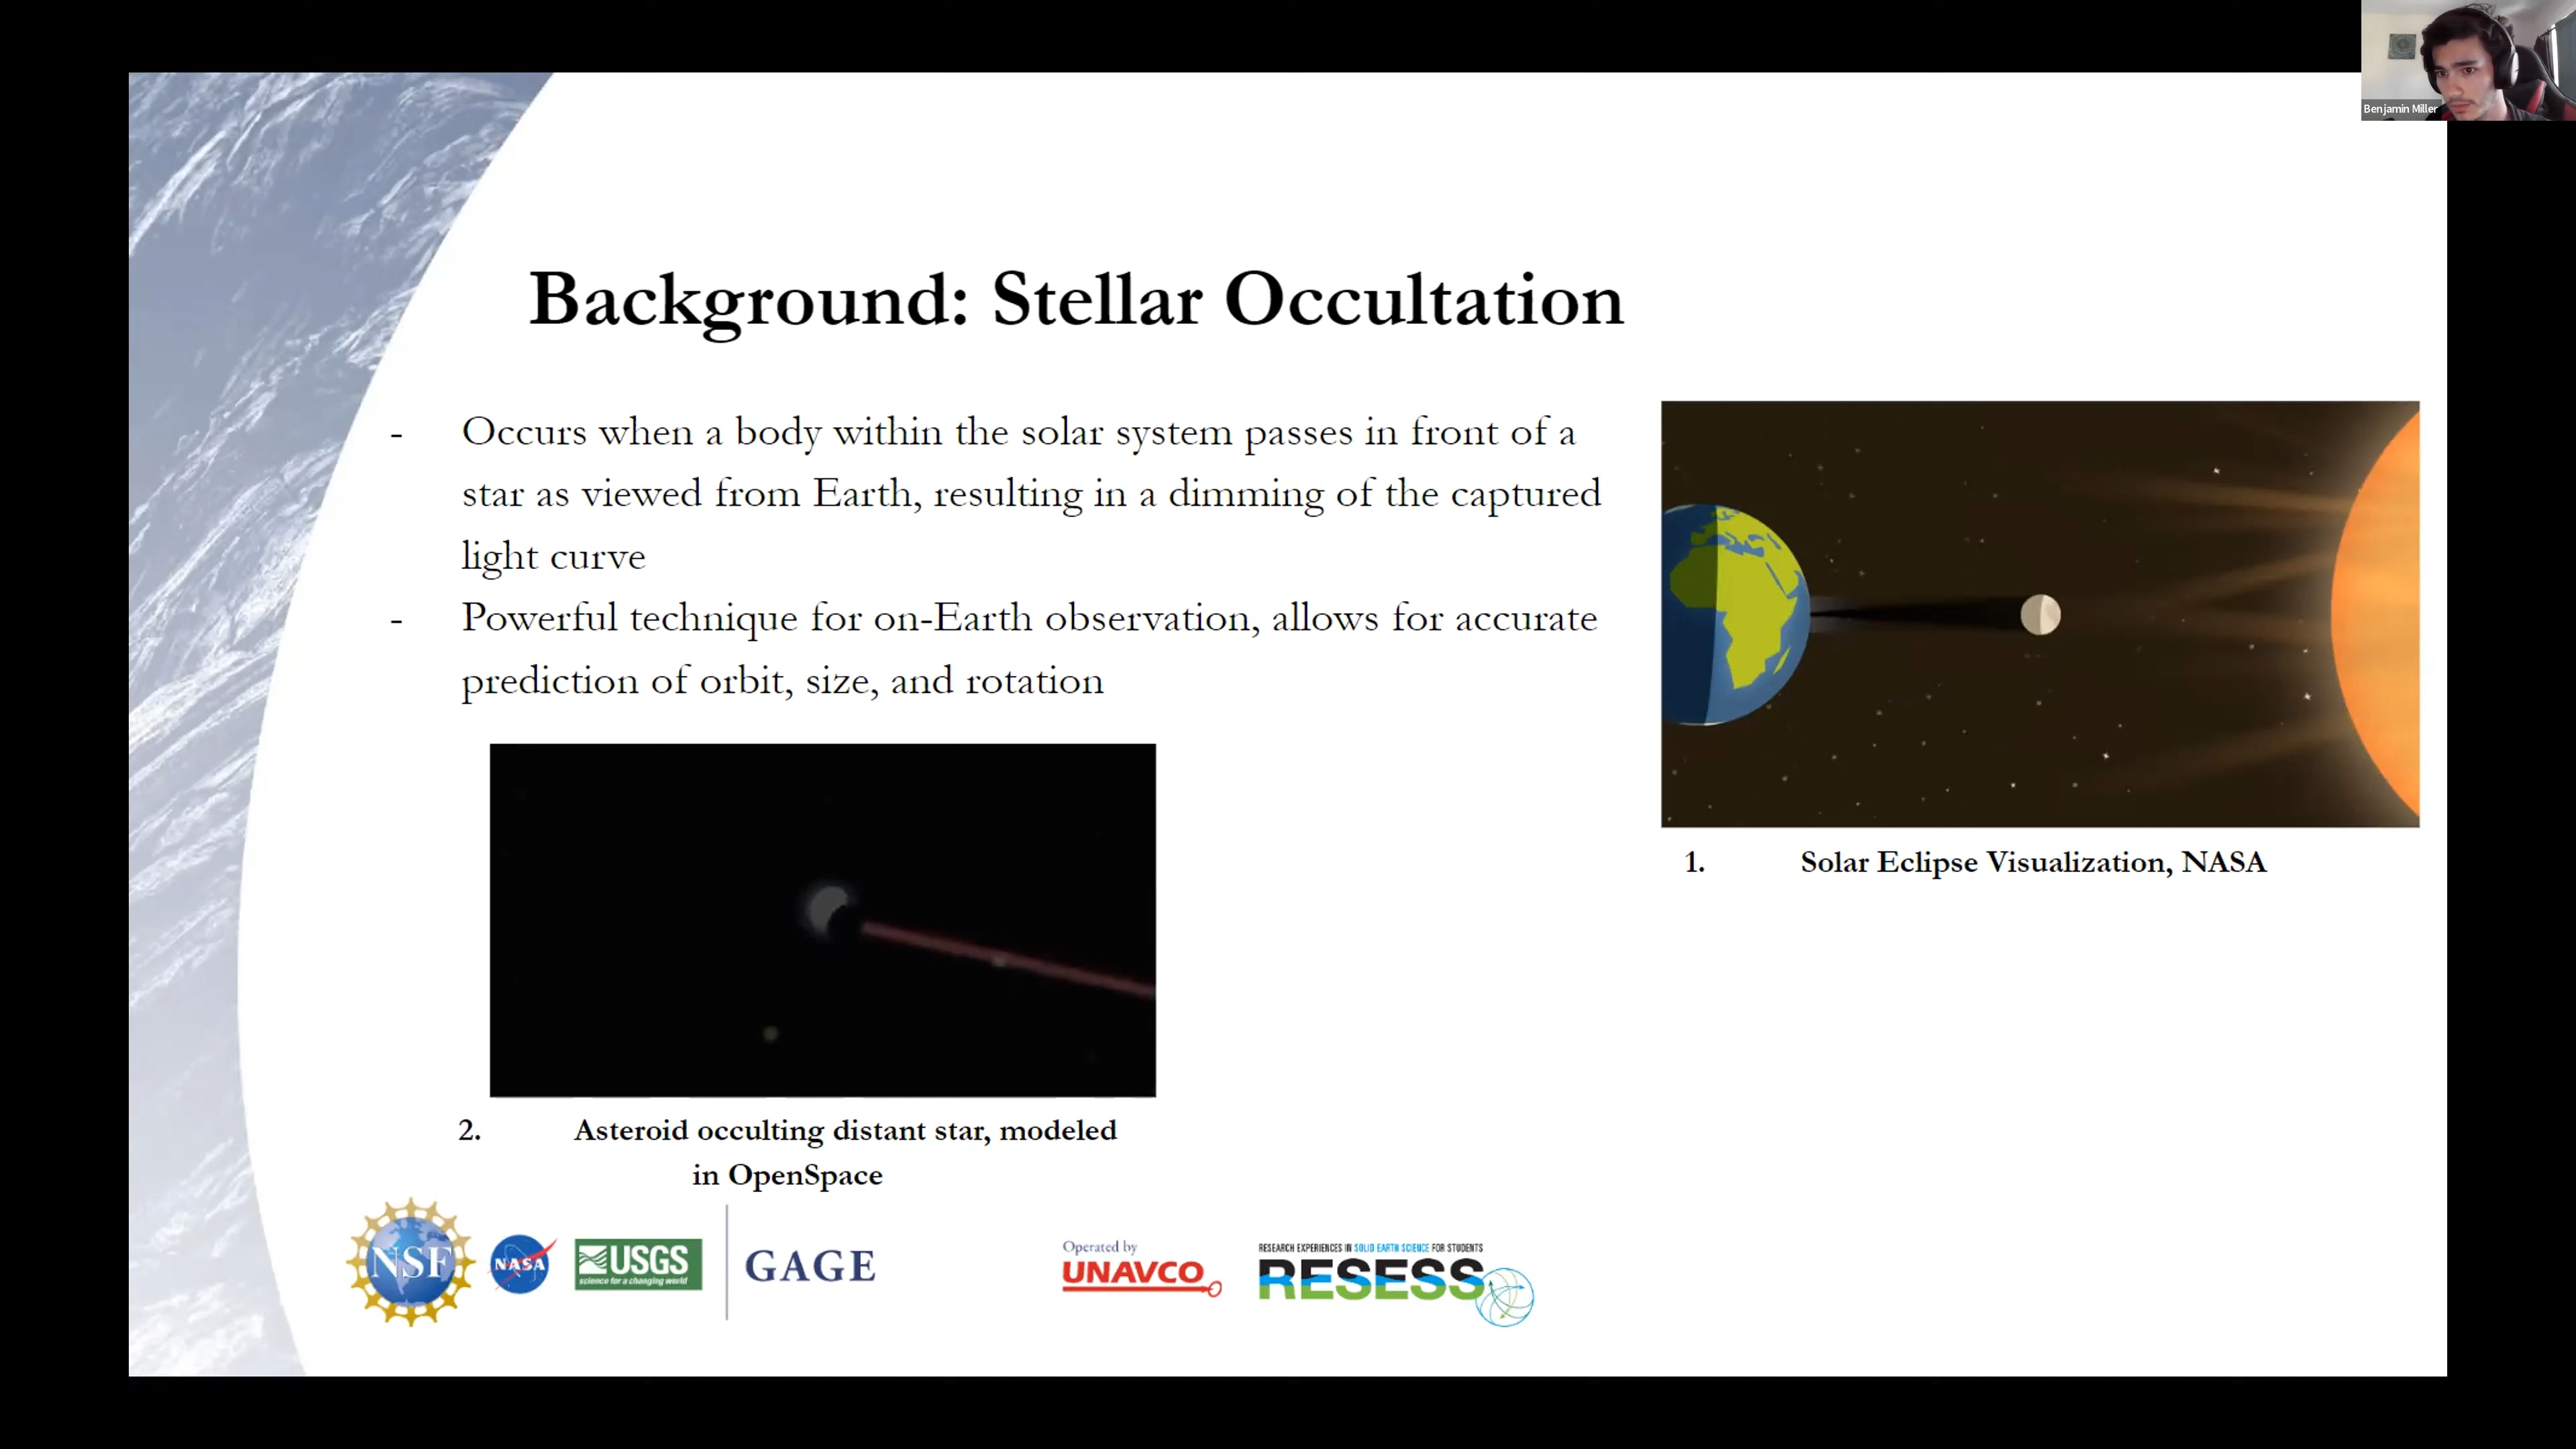 Benjamin Miller
Background: Stellar Occultation
- Occurs when a body within the solar system passes in front of a
star as viewed from Earth, resulting in a dimming of the captured
light curve
- Powerful technique for on-Earth observation, allows for accurate
prediction of orbit, size, and rotation
1. Solar Eclipse Visualization, NASA
2. Asteroid occulting distant star, modeled
in OpenSpace
NSF
NASA
USGS
science for a changing world
GAGE
Operated by
UNAVCO
RESEARCH EXPERIENCES IN SOLID EARTH SCIENCE FOR STUDENTS
RESESS